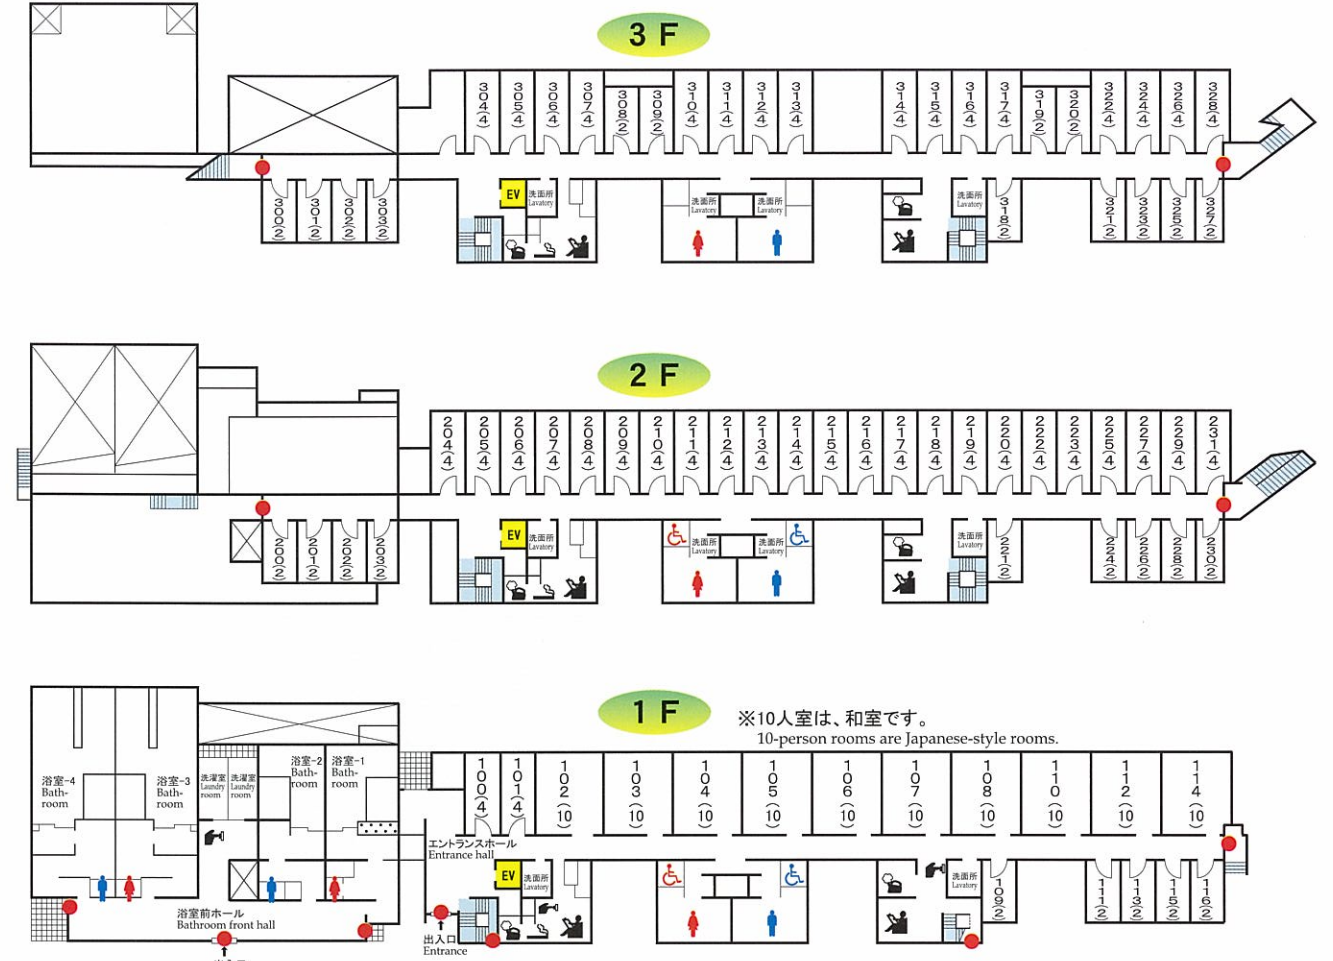 3 F
304(4)
305(4)
306(4)
307(4)
308(2)
309(2)
310(4)
311(4)
312(4)
313(4)
314(4)
315(4)
316(4)
317(4)
319(2)
320(2)
322(4)
324(4)
326(4)
328(4)
300(2)
301(2)
302(2)
303(2)
EV
洗面所
Lavatory
洗面所
Lavatory
洗面所
Lavatory
洗面所
Lavatory
318(2)
321(2)
323(2)
325(2)
327(2)
2 F
204(4)
205(4)
206(4)
207(4)
208(4)
209(4)
210(4)
211(4)
212(4)
213(4)
214(4)
215(4)
216(4)
217(4)
218(4)
219(4)
220(4)
222(4)
223(4)
225(4)
227(4)
229(4)
231(4)
200(2)
201(2)
202(2)
203(2)
EV
洗面所
Lavatory
洗面所
Lavatory
洗面所
Lavatory
洗面所
Lavatory
221(2)
224(2)
226(2)
228(2)
230(2)
1 F
※10人室は、和室です。
10-person rooms are Japanese-style rooms.
浴室-4
Bath-
room
浴室-3
Bath-
room
洗濯室
Laundry
room
洗濯室
Laundry
room
浴室-2
Bath-
room
浴室-1
Bath-
room
100(4)
101(4)
102(10)
103(10)
104(10)
105(10)
106(10)
107(10)
108(10)
110(10)
112(10)
114(10)
エントランスホール
Entrance hall
EV
洗面所
Lavatory
洗面所
Lavatory
109(2)
111(2)
113(2)
115(2)
116(2)
浴室前ホール
Bathroom front hall
出入口
Entrance